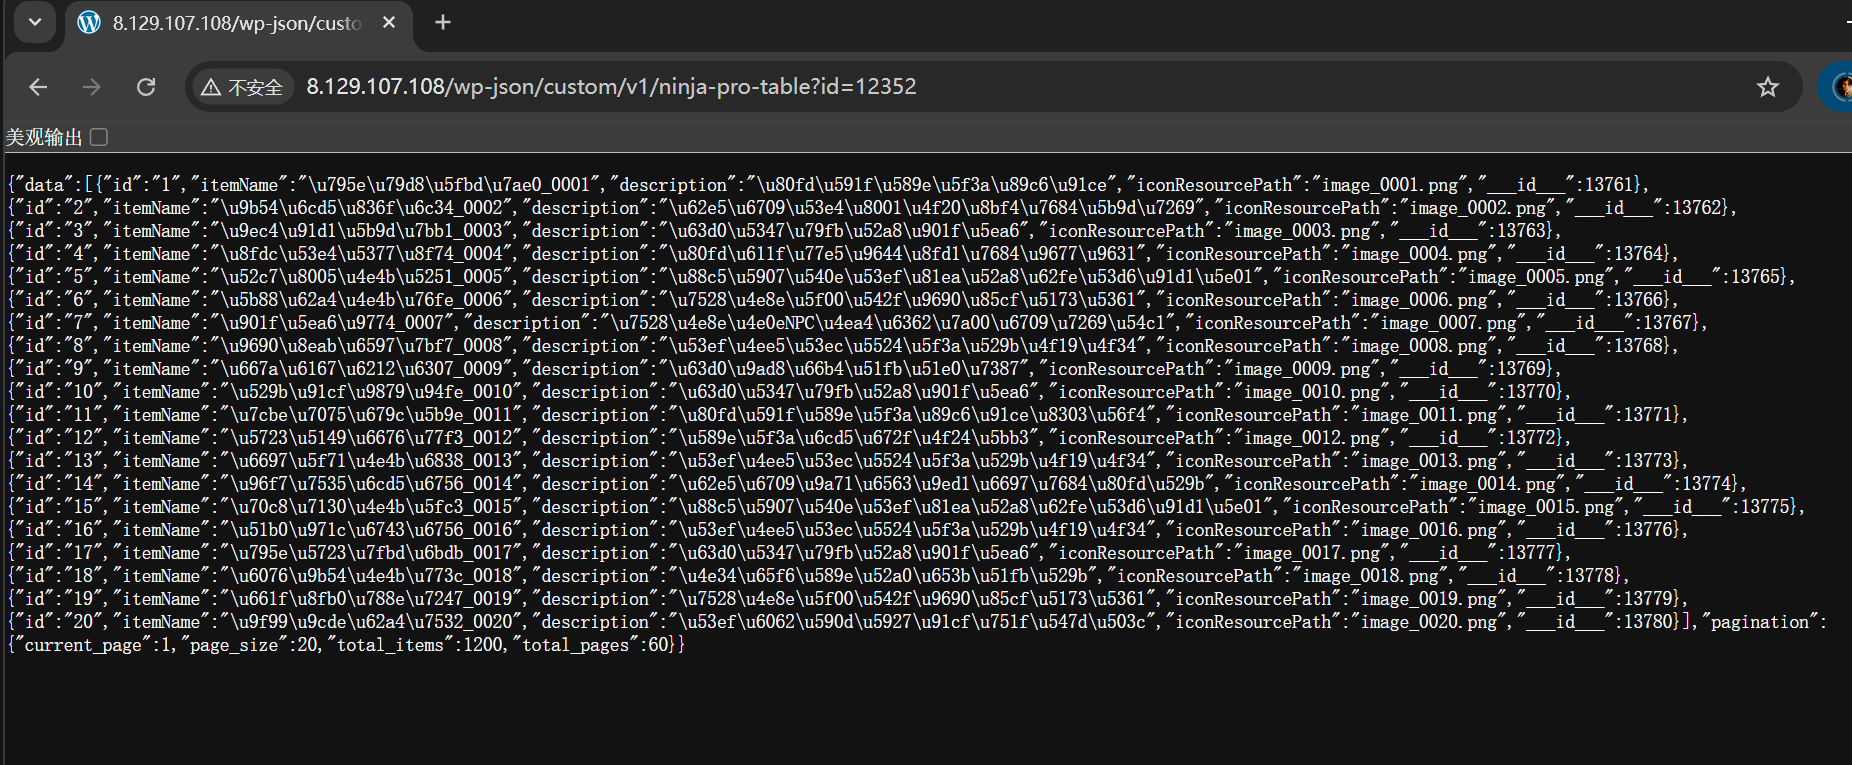 8.129.107.108/wp-json/custo
不安全 8.129.107.108/wp-json/custom/v1/ninja-pro-table?id=12352
美观输出
{"data":[{"id":"1","itemName":"\u795e\u79d8\u5fbd\u7ae0_0001","description":"\u80fd\u591f\u589e\u5f3a\u89c6\u91ce","iconResourcePath":"image_0001.png","___id___":13761},
{"id":"2","itemName":"\u9b54\u6cd5\u836f\u6c34_0002","description":"\u62e5\u6709\u53e4\u8001\u4f20\u8bf4\u7684\u5b9d\u7269","iconResourcePath":"image_0002.png","___id___":13762},
{"id":"3","itemName":"\u9ec4\u91d1\u5b9d\u7bb1_0003","description":"\u63d0\u5347\u79fb\u52a8\u901f\u5ea6","iconResourcePath":"image_0003.png","___id___":13763},
{"id":"4","itemName":"\u8fdc\u53e4\u5377\u8f74_0004","description":"\u80fd\u611f\u77e5\u9644\u8fd1\u7684\u9677\u9631","iconResourcePath":"image_0004.png","___id___":13764},
{"id":"5","itemName":"\u52c7\u8005\u4e4b\u5251_0005","description":"\u88c5\u5907\u540e\u53ef\u81ea\u52a8\u62fe\u53d6\u91d1\u5e01","iconResourcePath":"image_0005.png","___id___":13765},
{"id":"6","itemName":"\u5b88\u62a4\u4e4b\u76fe_0006","description":"\u7528\u4e8e\u5f00\u542f\u9690\u85cf\u5173\u5361","iconResourcePath":"image_0006.png","___id___":13766},
{"id":"7","itemName":"\u901f\u5ea6\u9774_0007","description":"\u7528\u4e8e\u4e0eNPC\u4ea4\u6362\u7a00\u6709\u7269\u54c1","iconResourcePath":"image_0007.png","___id___":13767},
{"id":"8","itemName":"\u9690\u8eab\u6597\u7bf7_0008","description":"\u53ef\u4ee5\u53ec\u5524\u5f3a\u529b\u4f19\u4f34","iconResourcePath":"image_0008.png","___id___":13768},
{"id":"9","itemName":"\u667a\u6167\u6212\u6307_0009","description":"\u63d0\u9ad8\u66b4\u51fb\u51e0\u7387","iconResourcePath":"image_0009.png","___id___":13769},
{"id":"10","itemName":"\u529b\u91cf\u9879\u94fe_0010","description":"\u63d0\u5347\u79fb\u52a8\u901f\u5ea6","iconResourcePath":"image_0010.png","___id___":13770},
{"id":"11","itemName":"\u7cbe\u7075\u679c\u5b9e_0011","description":"\u80fd\u591f\u589e\u5f3a\u89c6\u91ce\u8303\u56f4","iconResourcePath":"image_0011.png","___id___":13771},
{"id":"12","itemName":"\u5723\u5149\u6676\u77f3_0012","description":"\u589e\u5f3a\u6cd5\u672f\u4f24\u5bb3","iconResourcePath":"image_0012.png","___id___":13772},
{"id":"13","itemName":"\u6697\u5f71\u4e4b\u6838_0013","description":"\u53ef\u4ee5\u53ec\u5524\u5f3a\u529b\u4f19\u4f34","iconResourcePath":"image_0013.png","___id___":13773},
{"id":"14","itemName":"\u96f7\u7535\u6cd5\u6756_0014","description":"\u62e5\u6709\u9a71\u6563\u9ed1\u6697\u7684\u80fd\u529b","iconResourcePath":"image_0014.png","___id___":13774},
{"id":"15","itemName":"\u70c8\u7130\u4e4b\u5fc3_0015","description":"\u88c5\u5907\u540e\u53ef\u81ea\u52a8\u62fe\u53d6\u91d1\u5e01","iconResourcePath":"image_0015.png","___id___":13775},
{"id":"16","itemName":"\u51b0\u971c\u6743\u6756_0016","description":"\u53ef\u4ee5\u53ec\u5524\u5f3a\u529b\u4f19\u4f34","iconResourcePath":"image_0016.png","___id___":13776},
{"id":"17","itemName":"\u795e\u5723\u7fbd\u6bdb_0017","description":"\u63d0\u5347\u79fb\u52a8\u901f\u5ea6","iconResourcePath":"image_0017.png","___id___":13777},
{"id":"18","itemName":"\u6076\u9b54\u4e4b\u773c_0018","description":"\u4e34\u65f6\u589e\u52a0\u653b\u51fb\u529b","iconResourcePath":"image_0018.png","___id___":13778},
{"id":"19","itemName":"\u661f\u8fb0\u788e\u7247_0019","description":"\u7528\u4e8e\u5f00\u542f\u9690\u85cf\u5173\u5361","iconResourcePath":"image_0019.png","___id___":13779},
{"id":"20","itemName":"\u9f99\u9cde\u62a4\u7532_0020","description":"\u53ef\u6062\u590d\u5927\u91cf\u751f\u547d\u503c","iconResourcePath":"image_0020.png","___id___":13780}],"pagination":
{"current_page":1,"page_size":20,"total_items":1200,"total_pages":60}}